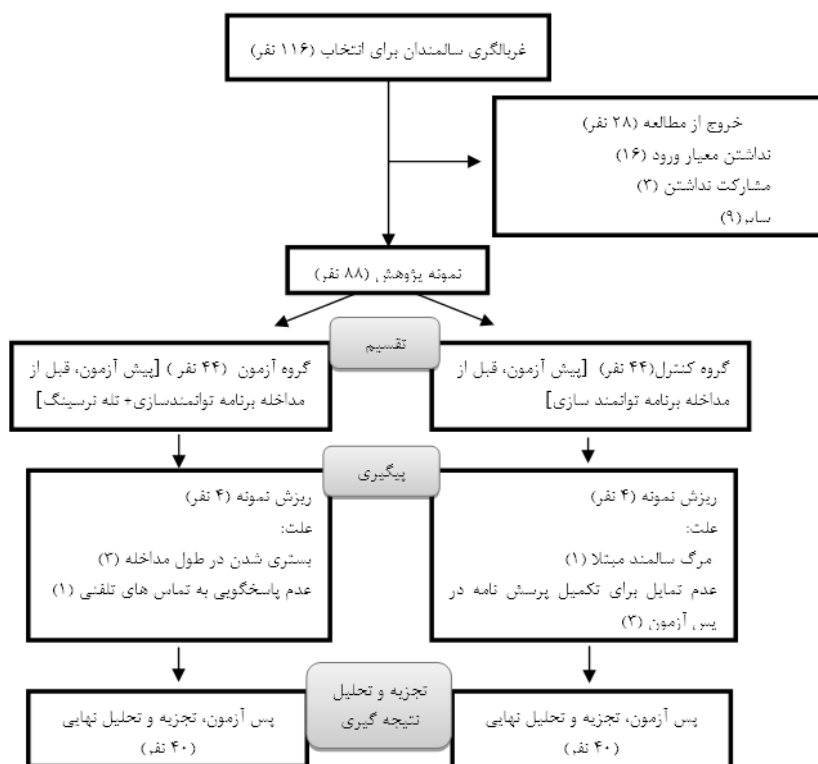 غربالگری سالمندان برای انتخاب (۱۱۶ نفر)
خروج از مطالعه (۲۸ نفر)
نداشتن معیار ورود (۱۶)
مشارکت نداشتن (۳)
سایر(۹)
نمونه پژوهش (۸۸ نفر)
تقسیم
گروه کنترل(۴۴ نفر) [پیش آزمون، قبل از
مداخله برنامه توانمند سازی]
گروه آزمون (۴۴ نفر ) [پیش آزمون، قبل از
مداخله برنامه توانمندسازی+ تله نرسینگ]
پیگیری
ریزش نمونه (۴ نفر)
علت:
مرگ سالمند مبتلا (۱)
عدم تمایل برای تکمیل پرسش نامه در
پس آزمون (۳)
ریزش نمونه (۴ نفر)
علت:
بستری شدن در طول مداخله (۳)
عدم پاسخگویی به تماس های تلفنی (۱)
تجزیه و تحلیل
نتیجه گیری
پس آزمون، تجزیه و تحلیل نهایی
(۴۰ نفر)
پس آزمون، تجزیه و تحلیل نهایی
(۴۰ نفر)